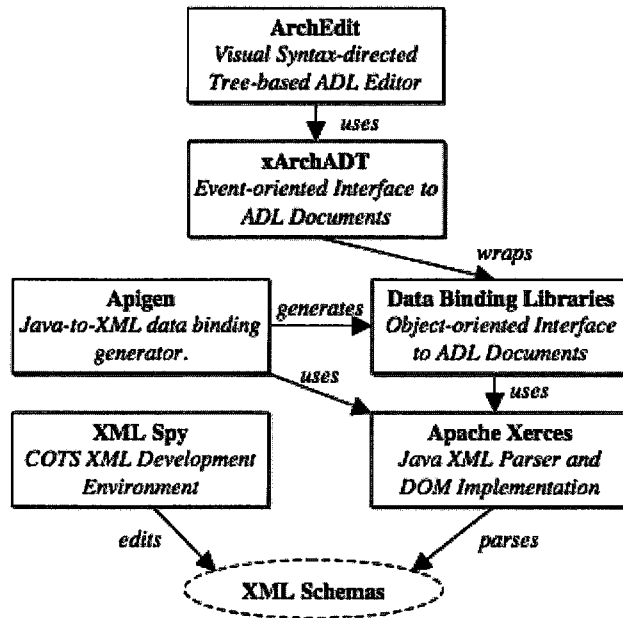 ArchEdit
Visual Syntax-directed
Tree-based ADL Editor
uses
xArchADT
Event-oriented Interface to
ADL Documents
wraps
Apigen
Java-to-XML data binding
generator.
generates
Data Binding Libraries
Object-oriented Interface
to ADL Documents
uses
uses
XML Spy
COTS XML Development
Environment
Apache Xerces
Java XML Parser and
DOM Implementation
edits
parses
XML Schemas